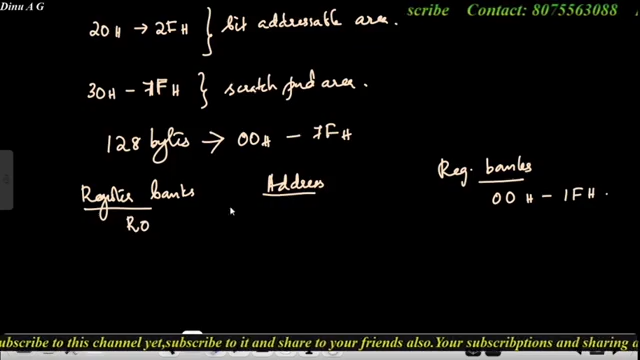 Dinu A G
scribe Contact: 8075563088
20H → 2FH } bit addressable area.
30H - 7FH } scratch pad area.
128 bytes → 00H - 7FH
Reg. banks
00H - 1FH.
Register banks Address
R0
ubscribe to this channel yet,subscribe to it and share to your friends also.Your subscribptions and sharing a